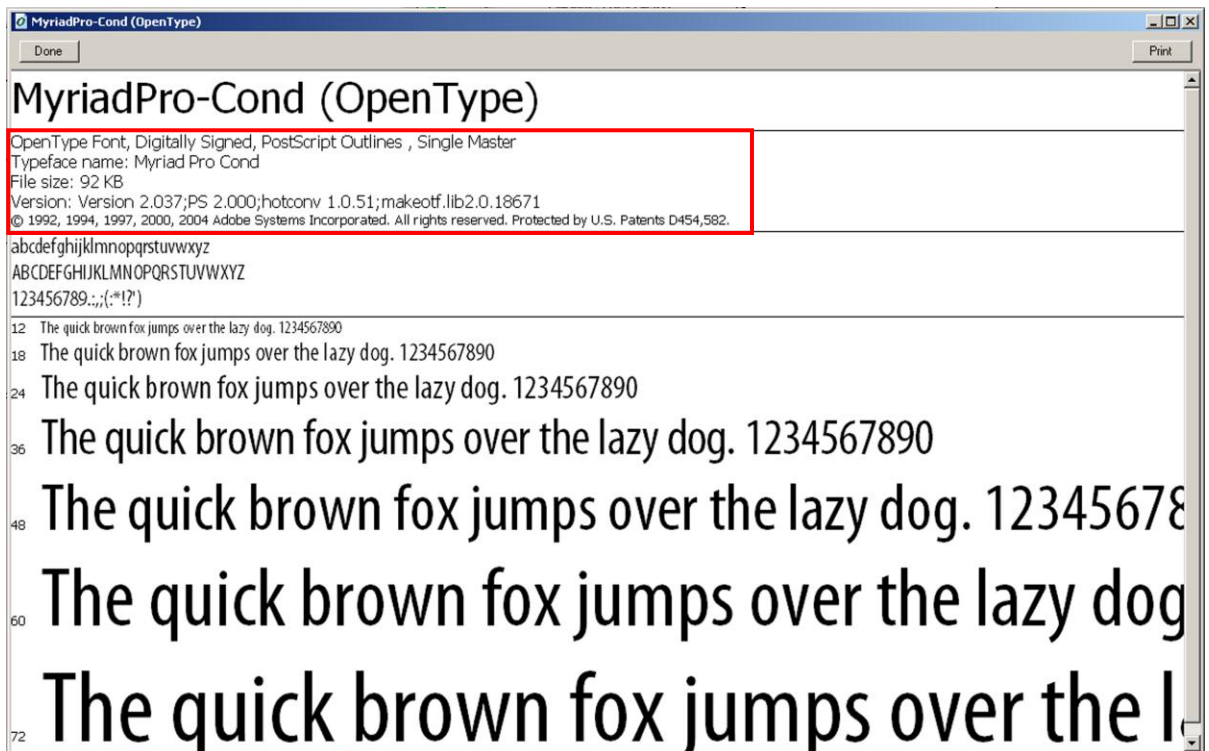 MyriadPro-Cond (OpenType)
Done
Print
MyriadPro-Cond (OpenType)
OpenType Font, Digitally Signed, PostScript Outlines , Single Master
Typeface name: Myriad Pro Cond
File size: 92 KB
Version: Version 2.037;PS 2.000;hotconv 1.0.51;makeotf.lib2.0.18671
© 1992, 1994, 1997, 2000, 2004 Adobe Systems Incorporated. All rights reserved. Protected by U.S. Patents D454,582.
abcdefghijklmnopqrstuvwxyz
ABCDEFGHIJKLMNOPQRSTUVWXYZ
123456789.:,;(:*!?')
12 The quick brown fox jumps over the lazy dog. 1234567890
18 The quick brown fox jumps over the lazy dog. 1234567890
24 The quick brown fox jumps over the lazy dog. 1234567890
36 The quick brown fox jumps over the lazy dog. 1234567890
48 The quick brown fox jumps over the lazy dog. 12345678
60 The quick brown fox jumps over the lazy dog
72 The quick brown fox jumps over the l